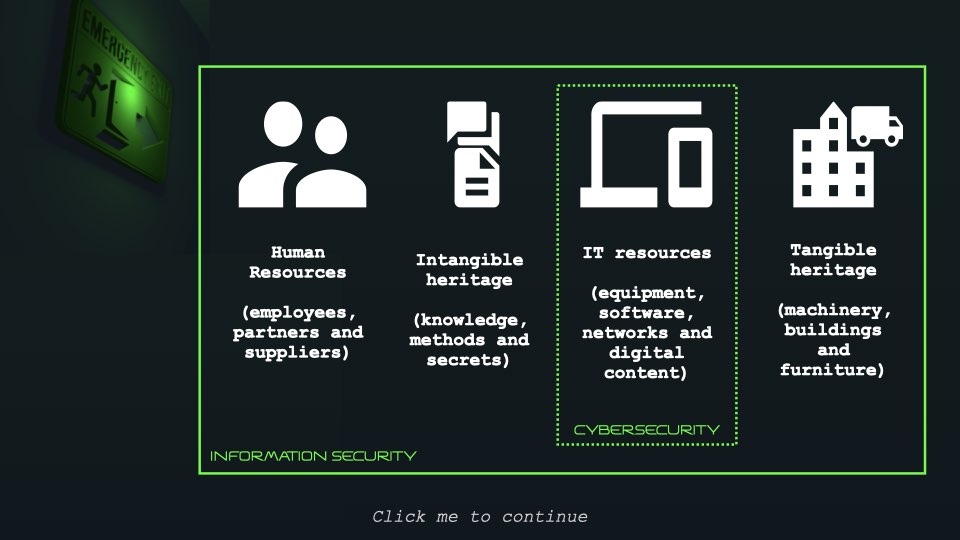 EMERGENCY EXIT
Human
Resources
(employees,
partners and
suppliers)
Intangible
heritage
(knowledge,
methods and
secrets)
IT resources
(equipment,
software,
networks and
digital
content)
Tangible
heritage
(machinery,
buildings
and
furniture)
CYBERSECURITY
INFORMATION SECURITY
Click me to continue